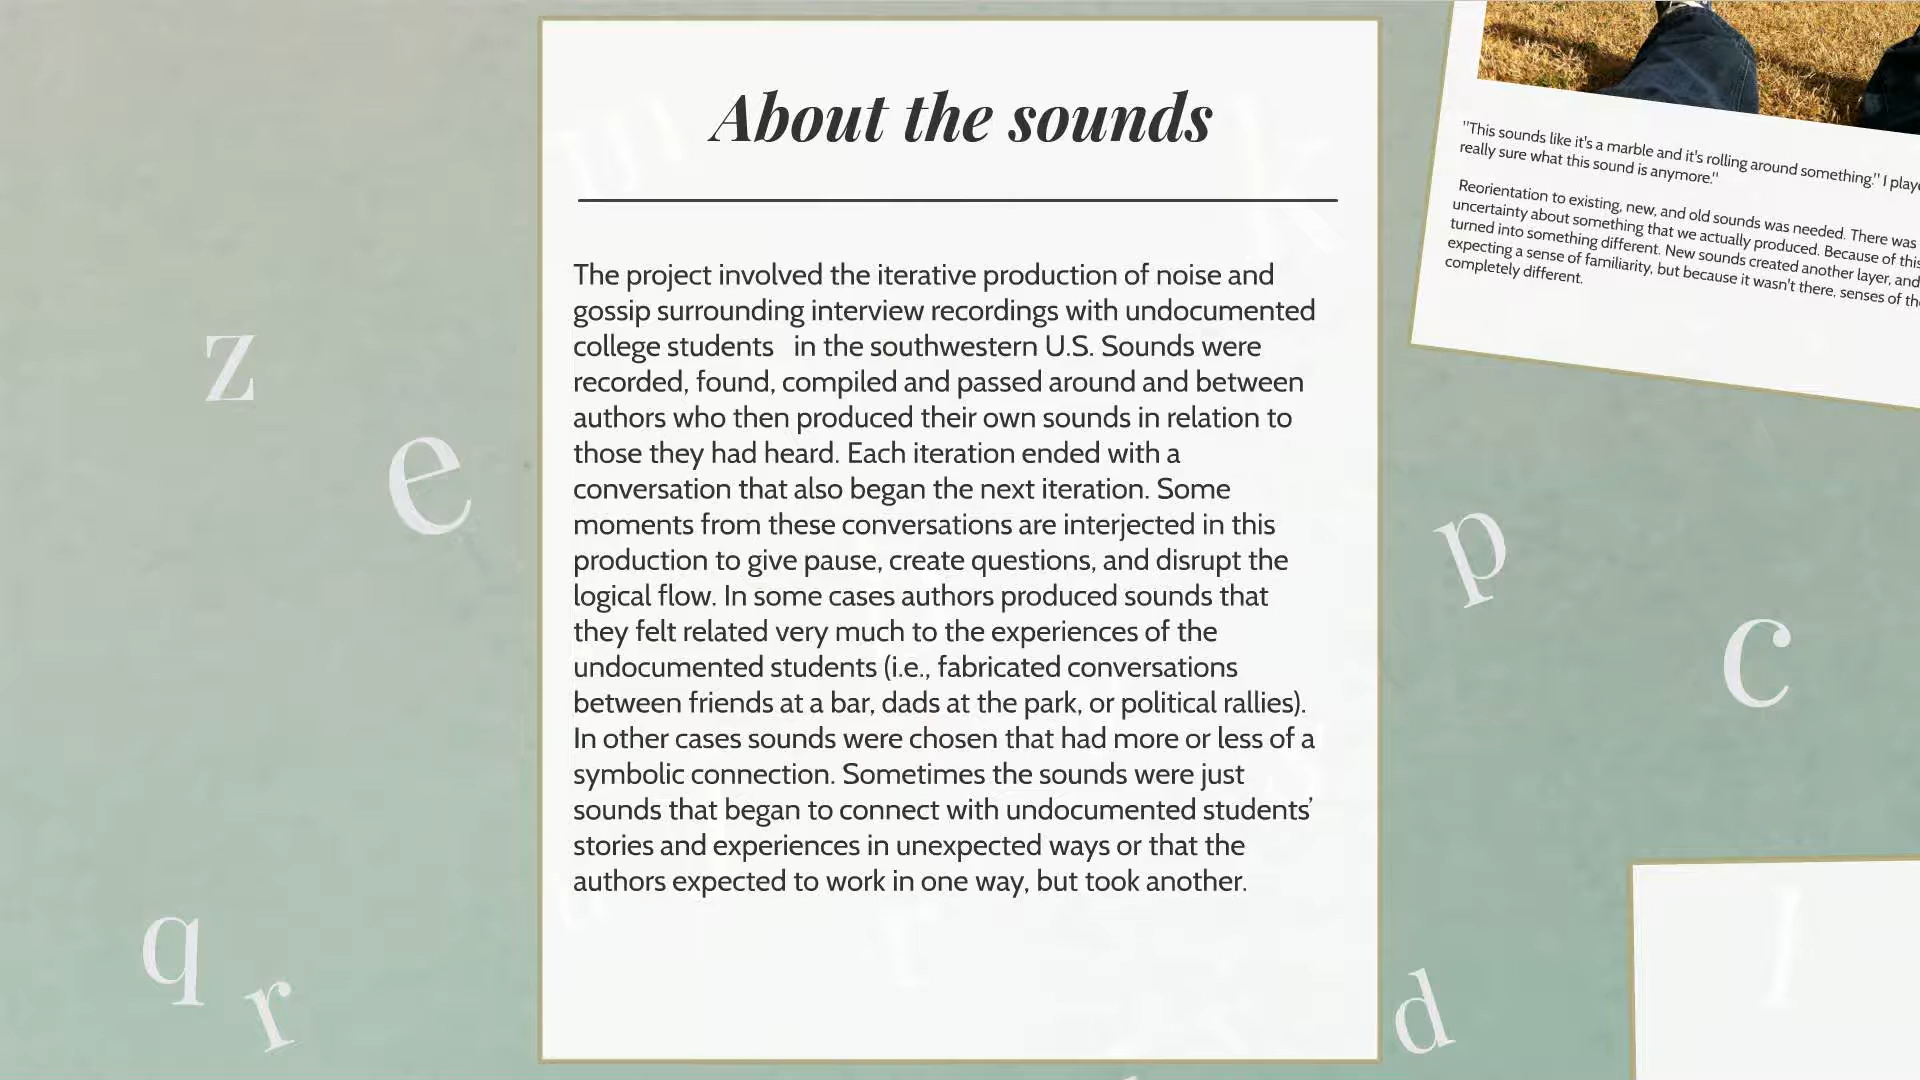 About the sounds
The project involved the iterative production of noise and
gossip surrounding interview recordings with undocumented
college students   in the southwestern U.S. Sounds were
recorded, found, compiled and passed around and between
authors who then produced their own sounds in relation to
those they had heard. Each iteration ended with a
conversation that also began the next iteration. Some
moments from these conversations are interjected in this
production to give pause, create questions, and disrupt the
logical flow. In some cases authors produced sounds that
they felt related very much to the experiences of the
undocumented students (i.e., fabricated conversations
between friends at a bar, dads at the park, or political rallies).
In other cases sounds were chosen that had more or less of a
symbolic connection. Sometimes the sounds were just
sounds that began to connect with undocumented students’
stories and experiences in unexpected ways or that the
authors expected to work in one way, but took another.
"This sounds like it's a marble and it's rolling around something." I
really sure what this sound is anymore."
Reorientation to existing, new, and old sounds was needed. There was
uncertainty about something that we actually produced. Because of this
turned into something different. New sounds created another layer, and
expecting a sense of familiarity, but because it wasn't there, senses of
completely different.
z
e
p
c
q
r
d
l